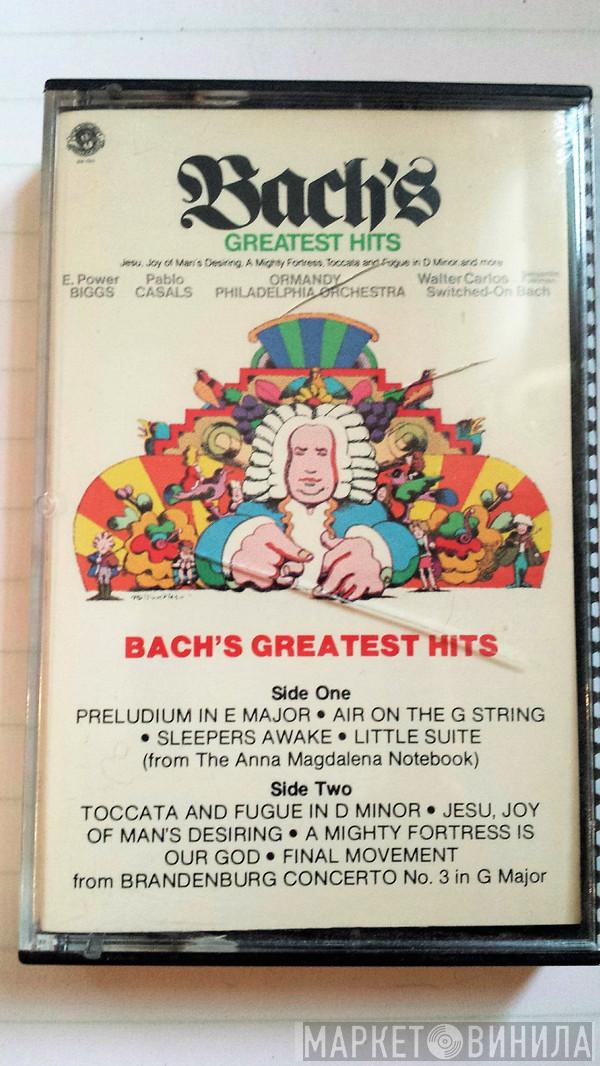 Bach's
GREATEST HITS
Jesu, Joy of Man's Desiring, A Mighty Fortress, Toccata and Fugue in D Minor, and more
E. Power BIGGS
Pablo CASALS
ORMANDY PHILADELPHIA ORCHESTRA
Walter Carlos Switched-On Bach
BACH'S GREATEST HITS
Side One
PRELUDIUM IN E MAJOR • AIR ON THE G STRING
• SLEEPERS AWAKE • LITTLE SUITE
(from The Anna Magdalena Notebook)
Side Two
TOCCATA AND FUGUE IN D MINOR • JESU, JOY
OF MAN'S DESIRING • A MIGHTY FORTRESS IS
OUR GOD • FINAL MOVEMENT
from BRANDENBURG CONCERTO No. 3 in G Major
МАРКЕТ ВИНИЛА